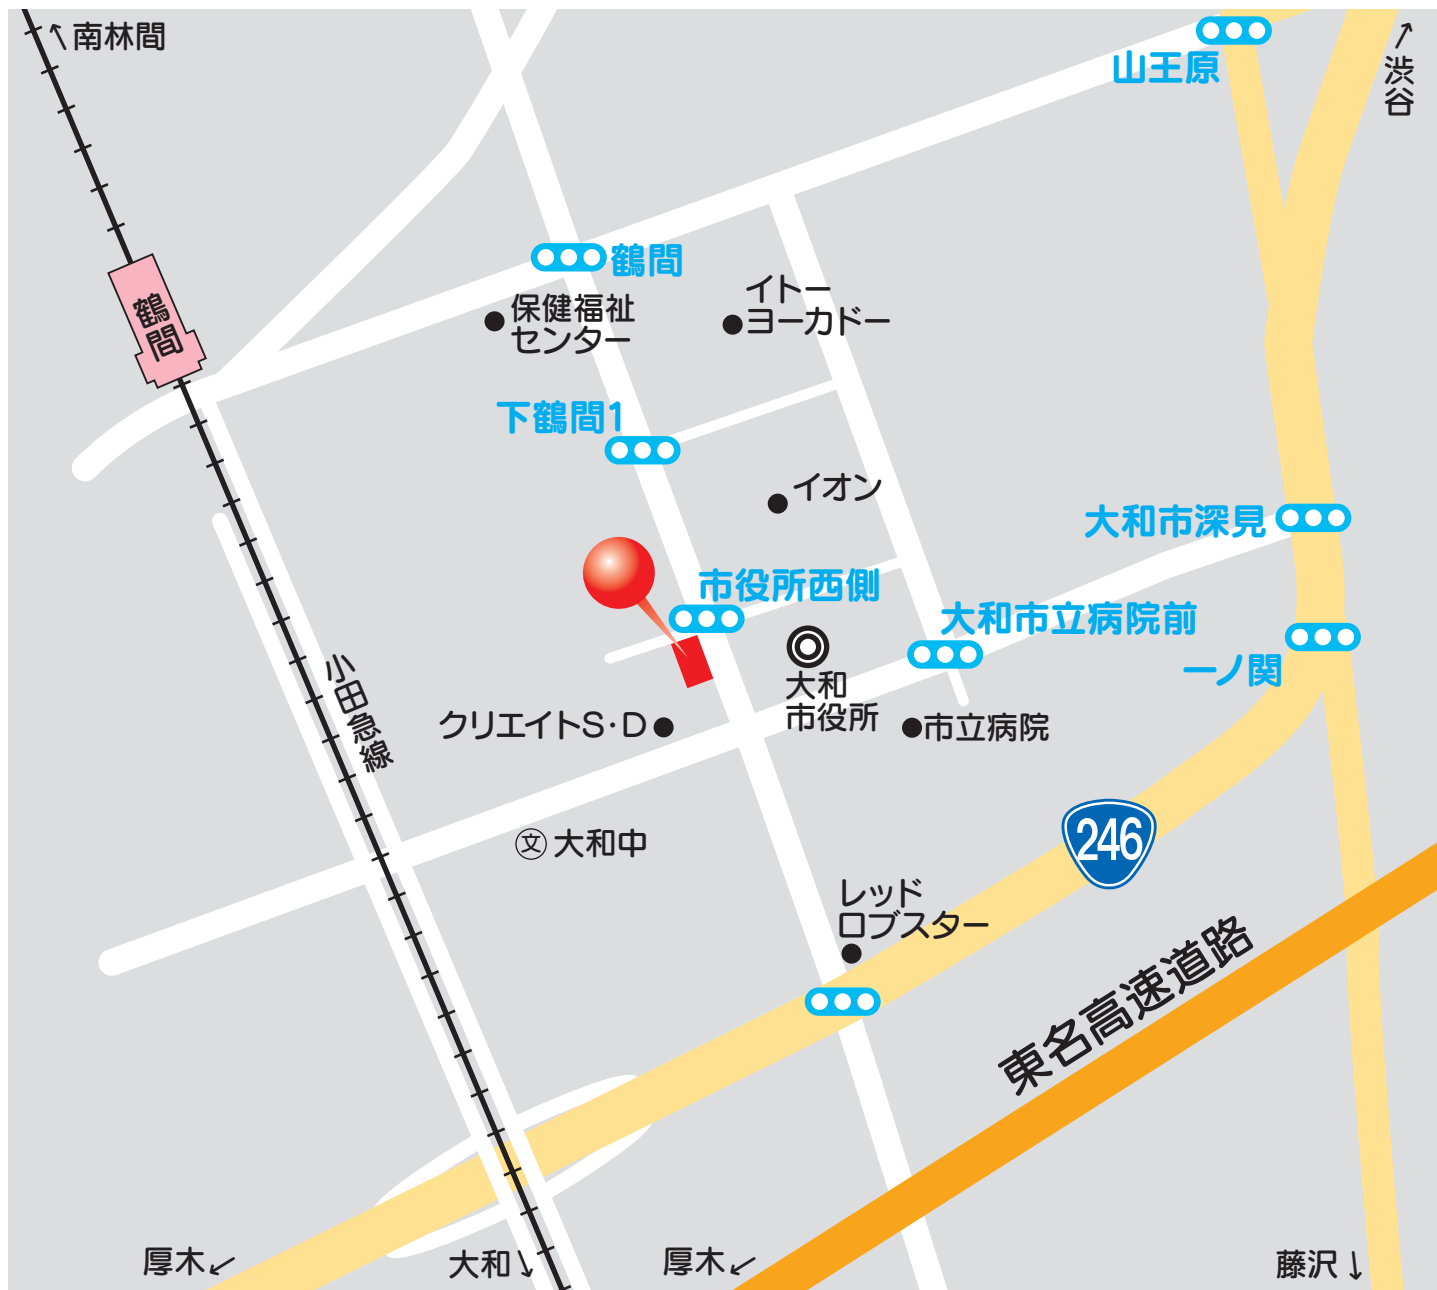 ↖南林間
山王原
↗渋谷
鶴間
保健福祉
センター
イトー
ヨーカドー
鶴間
下鶴間1
イオン
大和市深見
市役所西側
大和市立病院前
一ノ関
大和
市役所
小田急線
クリエイトS・D
市立病院
246
文 大和中
レッド
ロブスター
東名高速道路
厚木↙
大和↘
厚木↙
藤沢↓